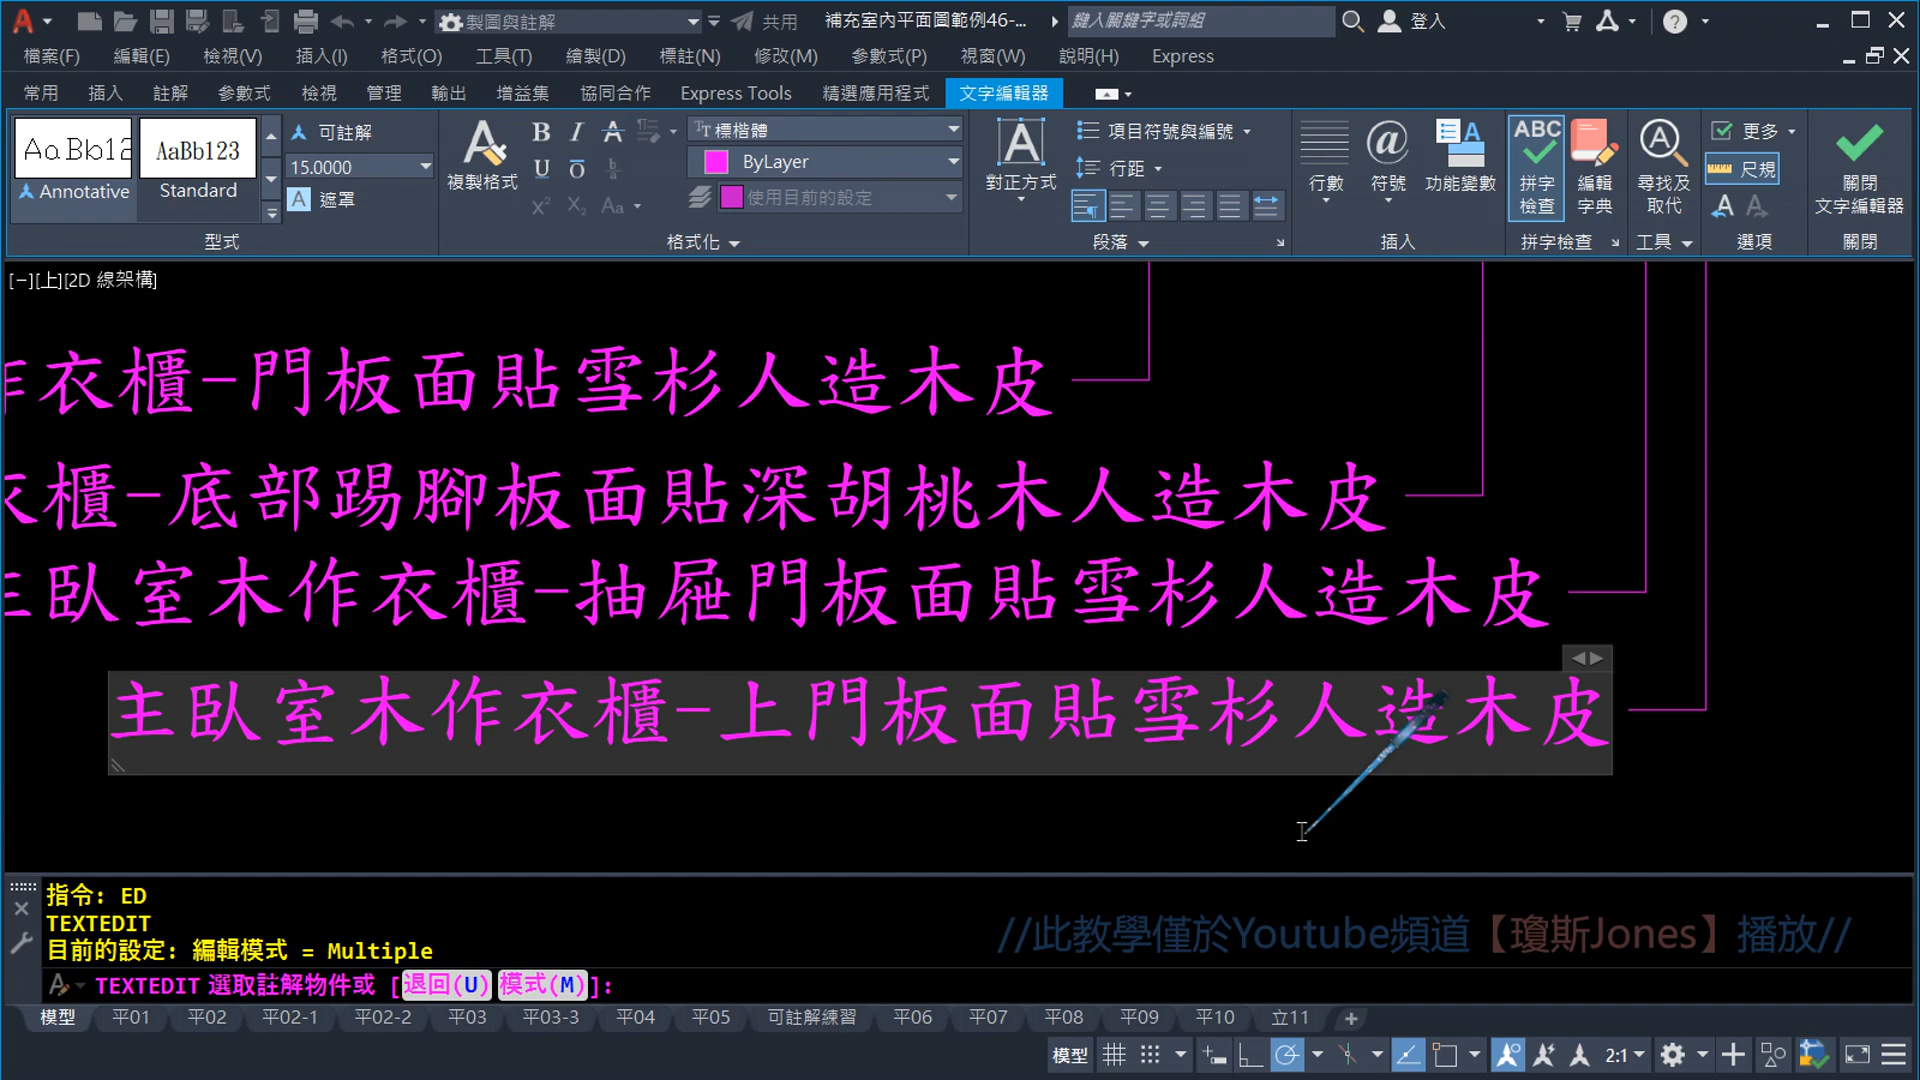 製圖與註解
共用
補充室內平面圖範例46-...
鍵入關鍵字或詞組
登入
檔案(F) 編輯(E) 檢視(V) 插入(I) 格式(O) 工具(T) 繪製(D) 標註(N) 修改(M) 參數式(P) 視窗(W) 說明(H) Express
常用 插入 註解 參數式 檢視 管理 輸出 增益集 協同合作 Express Tools 精選應用程式 文字編輯器
AaBb12 AaBb123
Annotative Standard
可註解
15.0000
遮罩
型式
複製格式
標楷體
ByLayer
使用目前的設定
格式化
對正方式
項目符號與編號
行距
段落
行數 符號 功能變數
插入
ABC
拼字檢查
編輯字典
拼字檢查
尋找及取代
工具
更多
尺規
選項
關閉文字編輯器
關閉
[−][上][2D 線架構]
作衣櫃-門板面貼雪杉人造木皮
衣櫃-底部踢腳板面貼深胡桃木人造木皮
主臥室木作衣櫃-抽屜門板面貼雪杉人造木皮
主臥室木作衣櫃-上門板面貼雪杉人造木皮
指令: ED
TEXTEDIT
目前的設定: 編輯模式 = Multiple
//此教學僅於Youtube頻道【瓊斯Jones】播放//
TEXTEDIT 選取註解物件或 [退回(U) 模式(M)]:
模型 平01 平02 平02-1 平02-2 平03 平03-3 平04 平05 可註解練習 平06 平07 平08 平09 平10 立11 +
模型
2:1